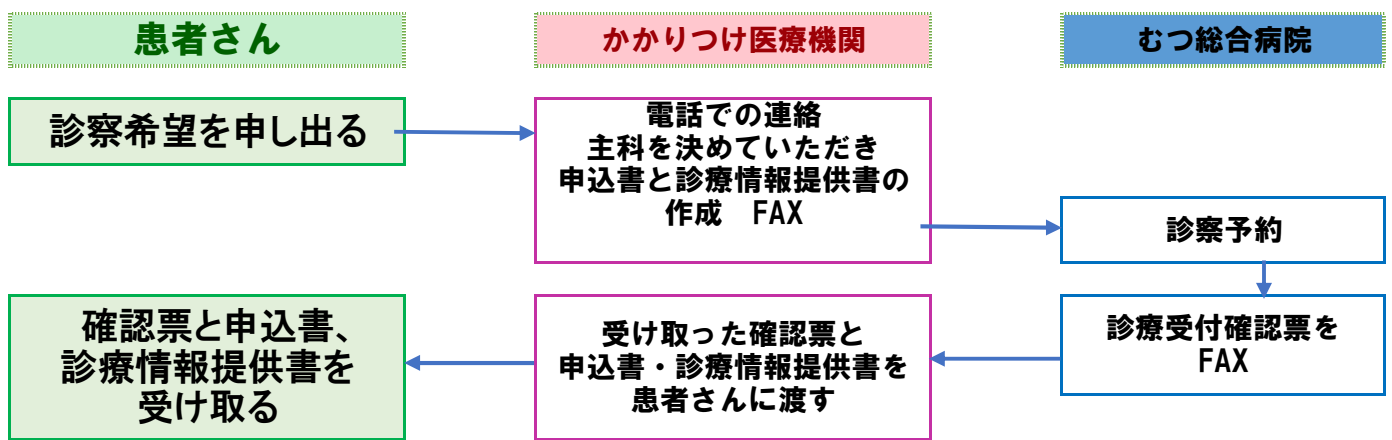 患者さん
かかりつけ医療機関
むつ総合病院
診察希望を申し出る
電話での連絡
主科を決めていただき
申込書と診療情報提供書の
作成　FAX
診察予約
診療受付確認票を
FAX
受け取った確認票と
申込書・診療情報提供書を
患者さんに渡す
確認票と申込書、
診療情報提供書を
受け取る